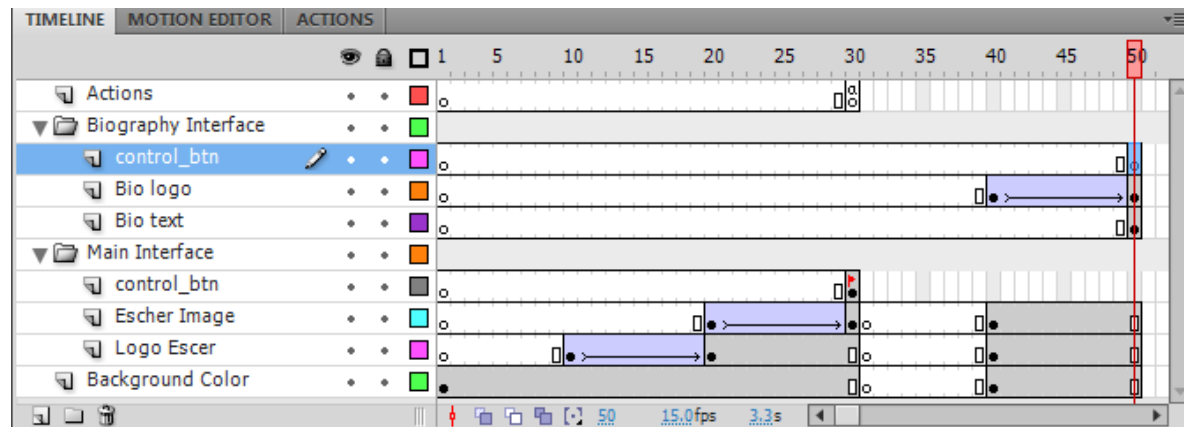 TIMELINE MOTION EDITOR ACTIONS
1 5 10 15 20 25 30 35 40 45 50
Actions
a
Biography Interface
control_btn
Bio logo
Bio text
Main Interface
control_btn
Escher Image
Logo Escer
Background Color
50 15.0fps 3.3s